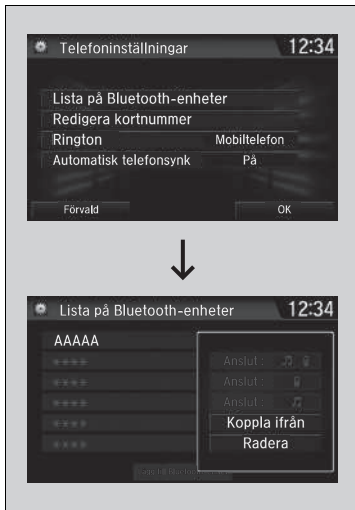 Telefoninställningar 12:34
Lista på Bluetooth-enheter
Redigera kortnummer
Rington Mobiltelefon
Automatisk telefonsynk På
Förvald OK
Lista på Bluetooth-enheter 12:34
AAAAA
**** Anslut :
**** Anslut :
**** Anslut :
**** Koppla ifrån
**** Radera